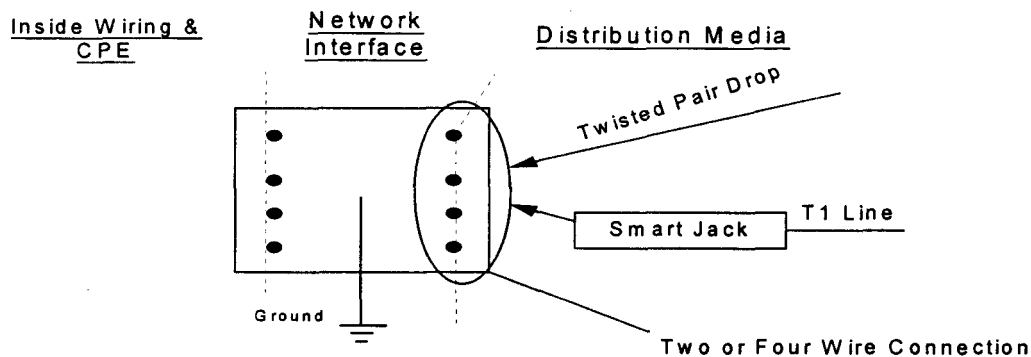 Inside Wiring &
CPE
Network
Interface
Distribution Media
Twisted Pair Drop
Smart Jack
T1 Line
Ground
Two or Four Wire Connection